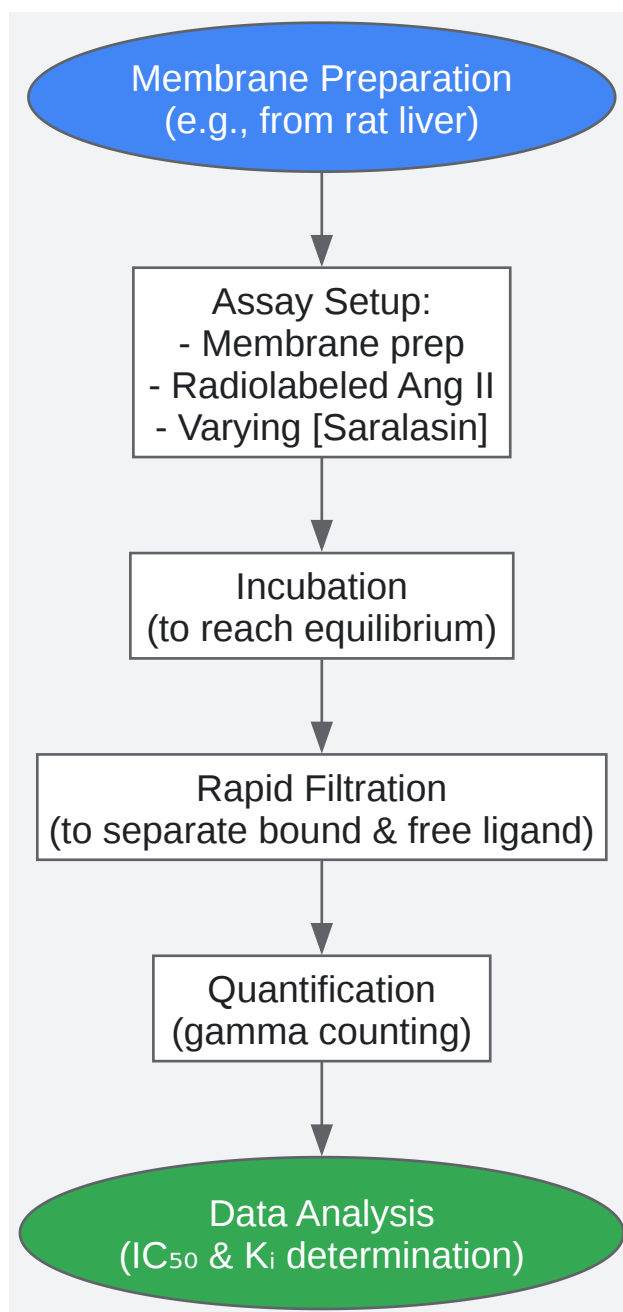 Membrane Preparation
(e.g., from rat liver)
Assay Setup:
- Membrane prep
- Radiolabeled Ang II
- Varying [Saralasin]
Incubation
(to reach equilibrium)
Rapid Filtration
(to separate bound & free ligand)
Quantification
(gamma counting)
Data Analysis
(IC₅₀ & Kᵢ determination)